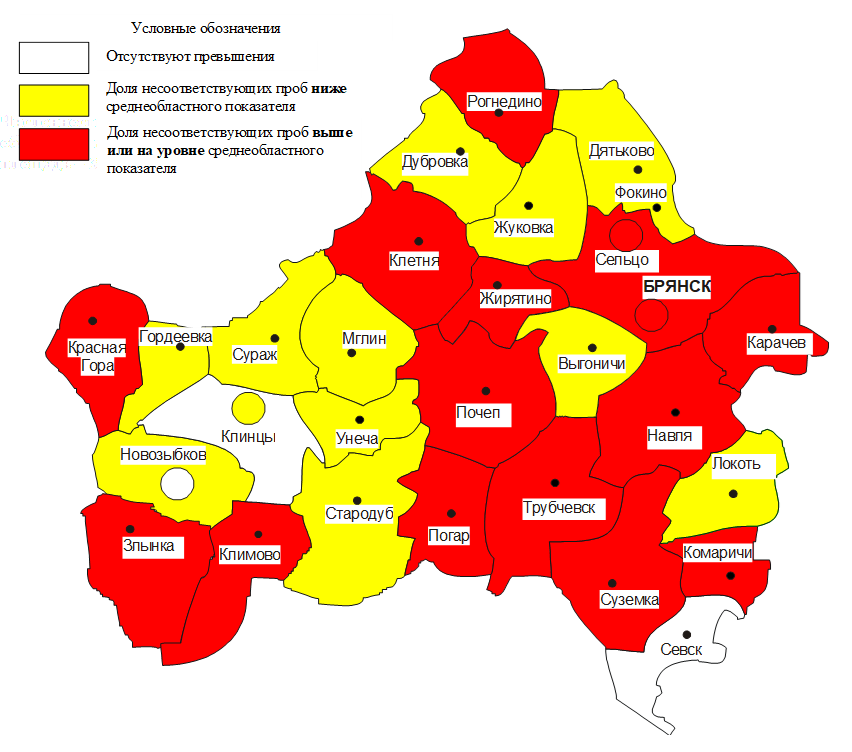 Условные обозначения
Отсутствуют превышения
Доля несоответствующих проб ниже
среднеобластного показателя
Доля несоответствующих проб выше
или на уровне среднеобластного
показателя
Рогнедино
Дубровка
Дятьково
Фокино
Жуковка
Клетня
Сельцо
БРЯНСК
Жирятино
Гордеевка
Мглин
Красная
Гора
Сураж
Карачев
Выгоничи
Почеп
Клинцы
Унеча
Навля
Новозыбков
Локоть
Стародуб
Трубчевск
Погар
Злынка
Климово
Комаричи
Суземка
Севск